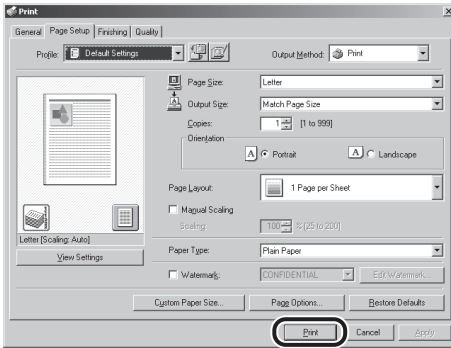 Print
General Page Setup Finishing Quality
Profile: Default Settings Output Method: Print
Page Size: Letter
Output Size: Match Page Size
Copies: 1 [1 to 999]
Orientation
A Portrait A Landscape
Page Layout: 1 Page per Sheet
Manual Scaling
Scaling: 100 % [25 to 200]
Letter [Scaling: Auto]
View Settings
Paper Type: Plain Paper
Watermark: CONFIDENTIAL Edit Watermark...
Custom Paper Size... Page Options... Restore Defaults
Print Cancel Apply